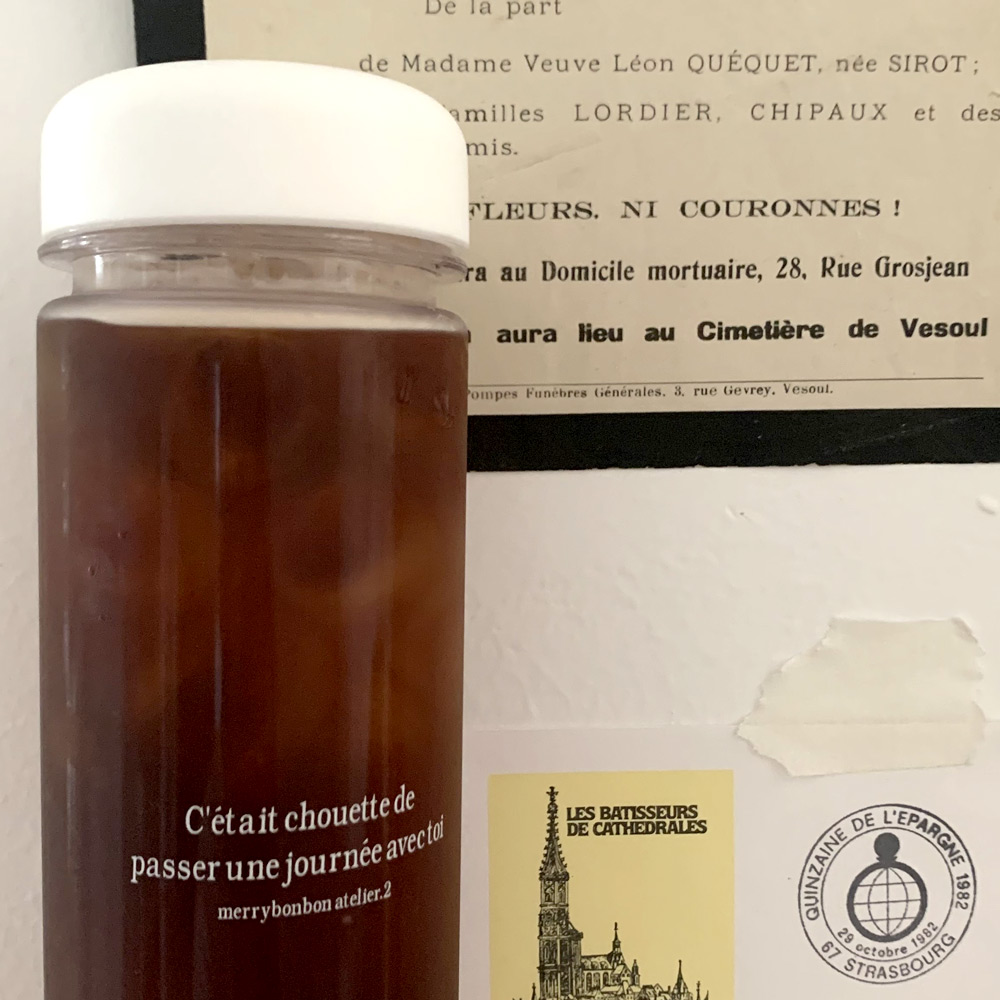 De la part
de Madame Veuve Léon QUÉQUET, née SIROT;
amilles LORDIER, CHIPAUX et des
mis.
FLEURS. NI COURONNES !
ra au Domicile mortuaire, 28, Rue Grosjean
aura lieu au Cimetière de Vesoul
Pompes Funèbres Générales. 3, rue Gevrey, Vesoul.
C'était chouette de
passer une journée avec toi
merrybonbon atelier.2
LES BATISSEURS
DE CATHEDRALES
QUINZAINE DE L'EPARGNE 1982
29 octobre 1982
67 STRASBOURG